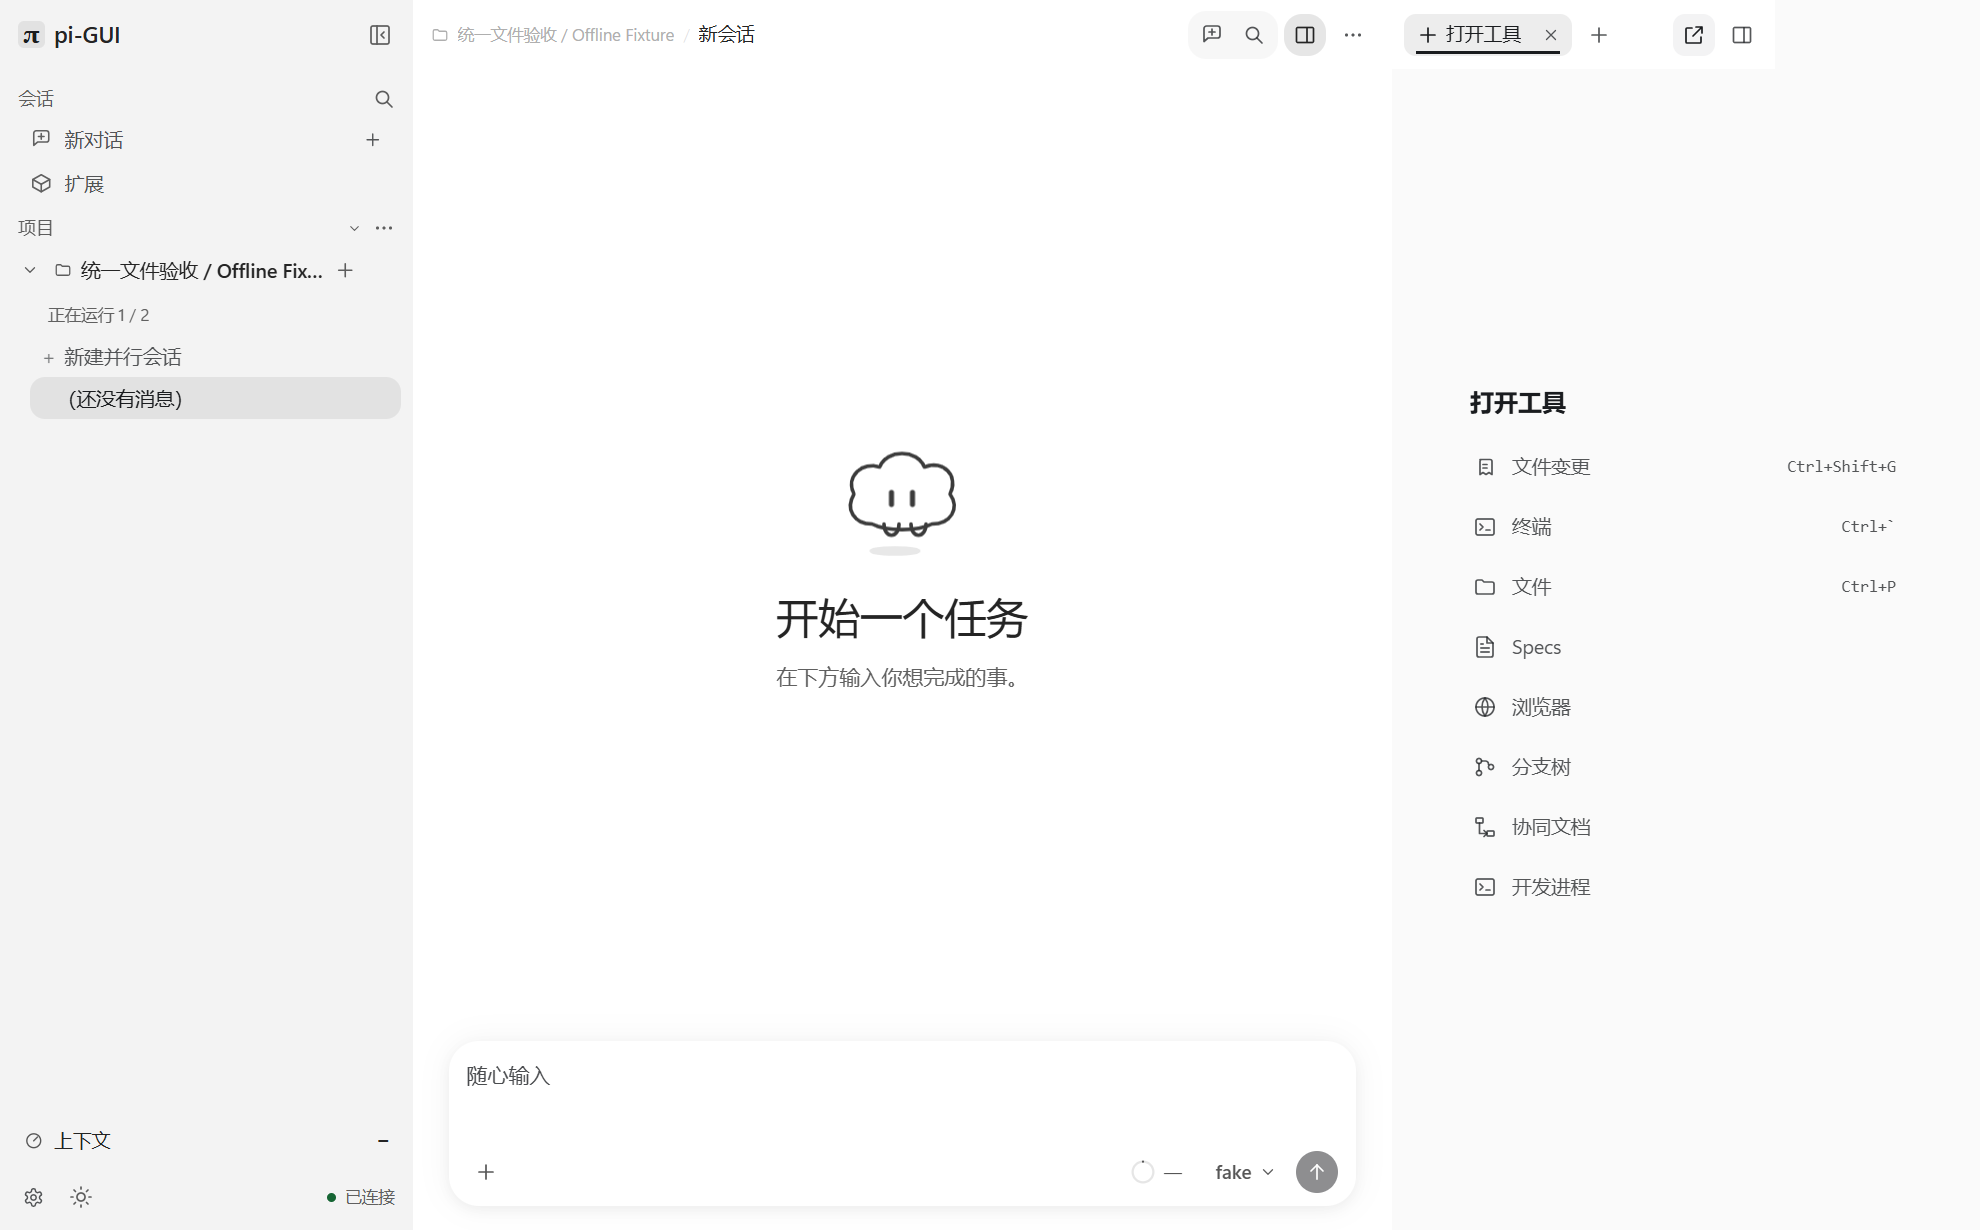 π pi-GUI
会话
新对话
扩展
项目
统一文件验收 / Offline Fix...
正在运行 1 / 2
新建并行会话
(还没有消息)
上下文
已连接
统一文件验收 / Offline Fixture / 新会话
开始一个任务
在下方输入你想完成的事。
随心输入
fake
打开工具
打开工具
文件变更 Ctrl+Shift+G
终端 Ctrl+`
文件 Ctrl+P
Specs
浏览器
分支树
协同文档
开发进程